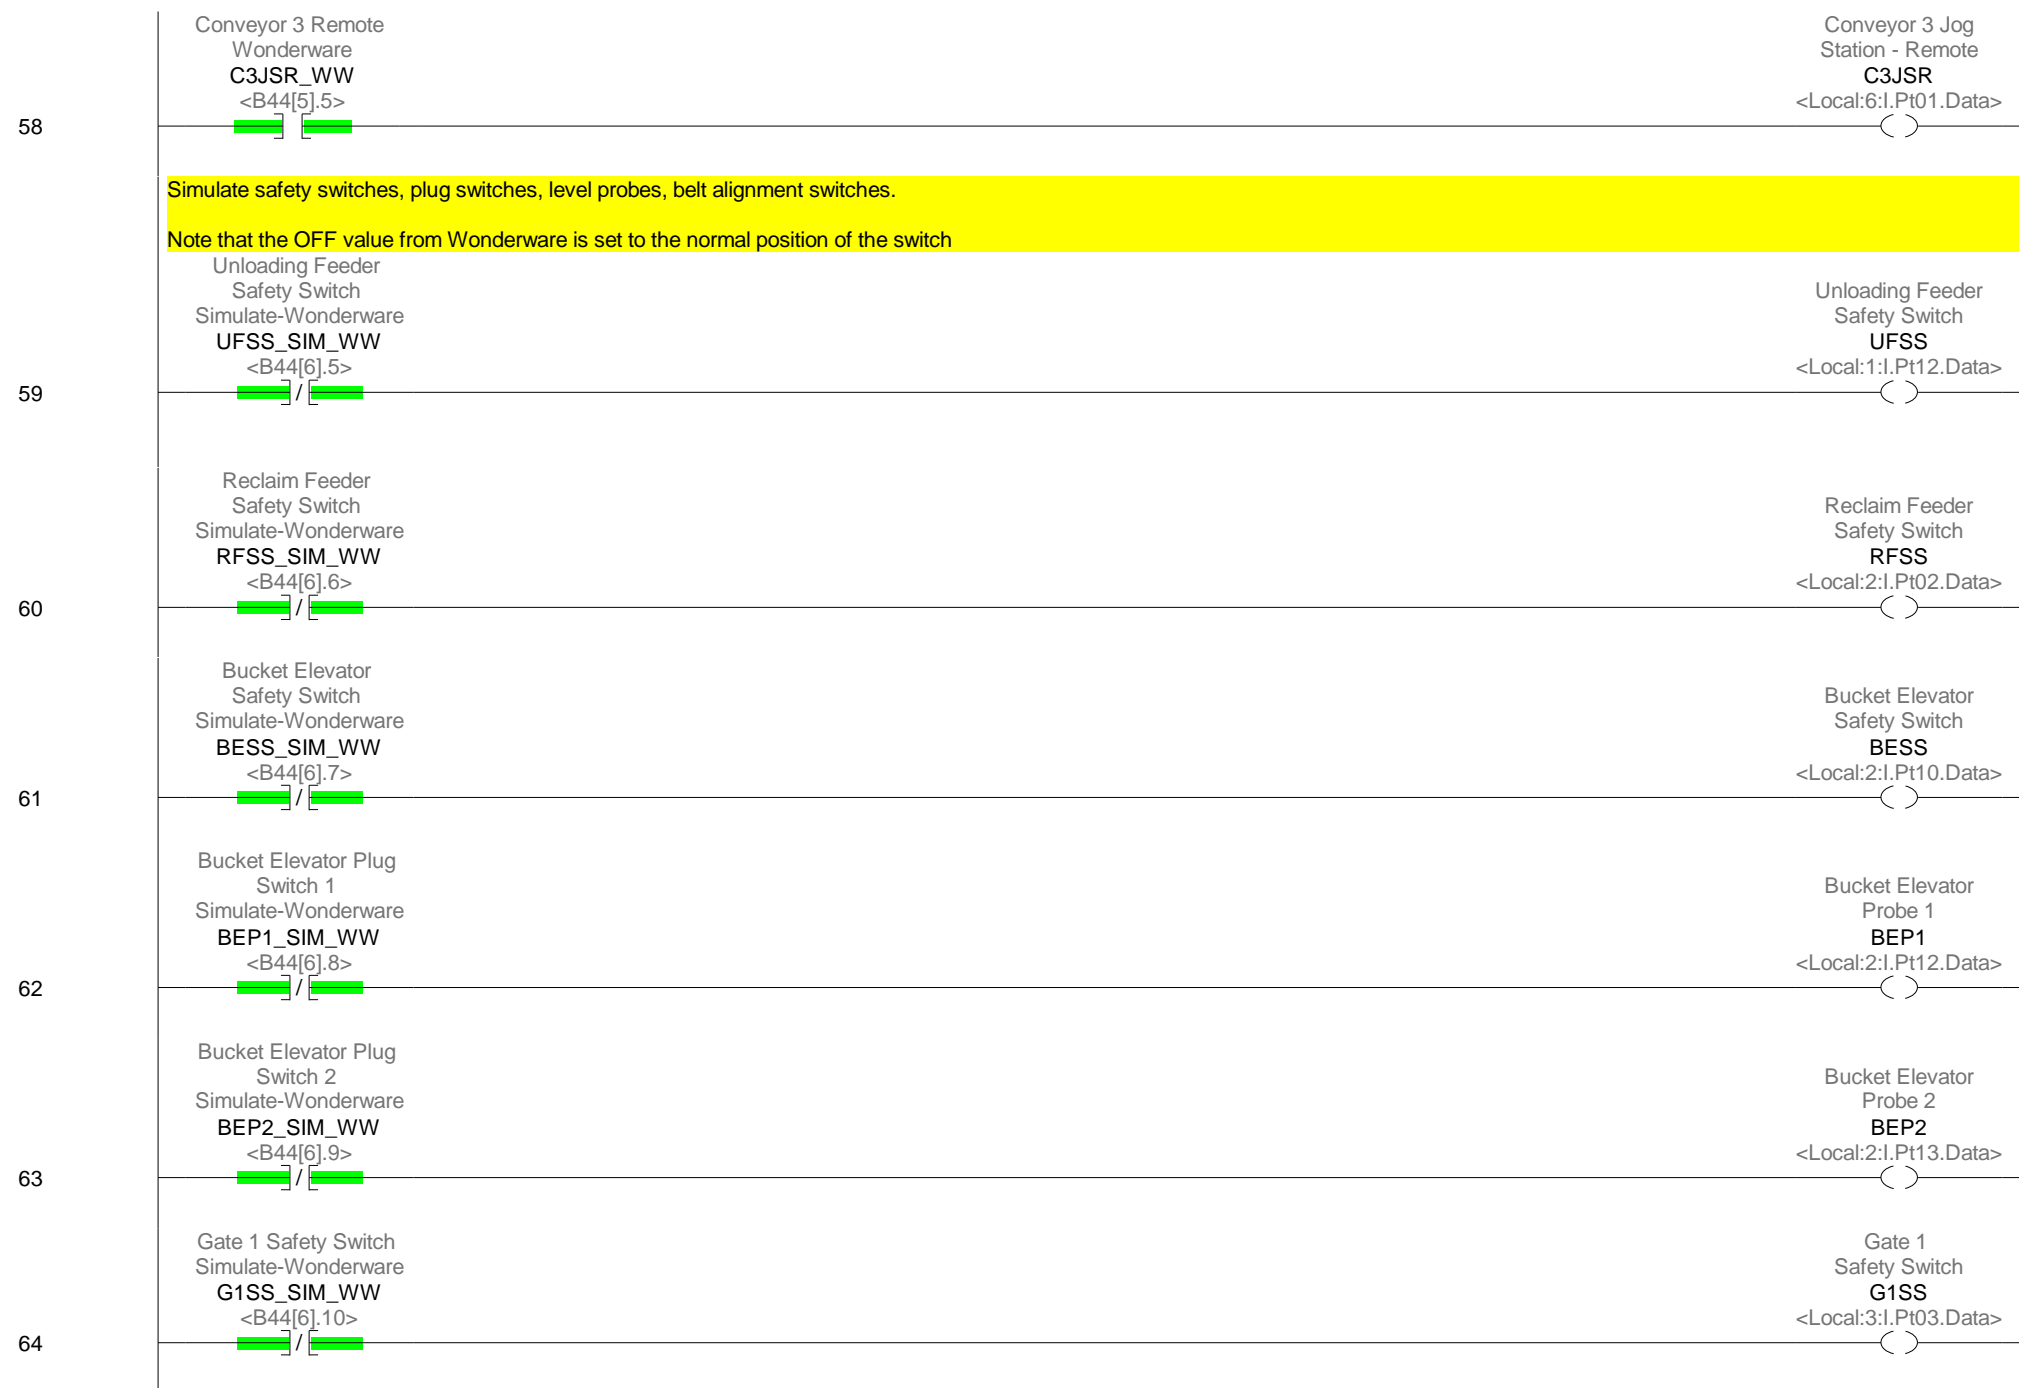 Conveyor 3 Remote
Wonderware
C3JSR_WW
<B44[5].5>
Conveyor 3 Jog
Station - Remote
C3JSR
<Local:6:I.Pt01.Data>
58
Simulate safety switches, plug switches, level probes, belt alignment switches.
Note that the OFF value from Wonderware is set to the normal position of the switch
Unloading Feeder
Safety Switch
Simulate-Wonderware
UFSS_SIM_WW
<B44[6].5>
/
Unloading Feeder
Safety Switch
UFSS
<Local:1:I.Pt12.Data>
59
Reclaim Feeder
Safety Switch
Simulate-Wonderware
RFSS_SIM_WW
<B44[6].6>
/
Reclaim Feeder
Safety Switch
RFSS
<Local:2:I.Pt02.Data>
60
Bucket Elevator
Safety Switch
Simulate-Wonderware
BESS_SIM_WW
<B44[6].7>
/
Bucket Elevator
Safety Switch
BESS
<Local:2:I.Pt10.Data>
61
Bucket Elevator Plug
Switch 1
Simulate-Wonderware
BEP1_SIM_WW
<B44[6].8>
/
Bucket Elevator
Probe 1
BEP1
<Local:2:I.Pt12.Data>
62
Bucket Elevator Plug
Switch 2
Simulate-Wonderware
BEP2_SIM_WW
<B44[6].9>
/
Bucket Elevator
Probe 2
BEP2
<Local:2:I.Pt13.Data>
63
Gate 1 Safety Switch
Simulate-Wonderware
G1SS_SIM_WW
<B44[6].10>
/
Gate 1
Safety Switch
G1SS
<Local:3:I.Pt03.Data>
64